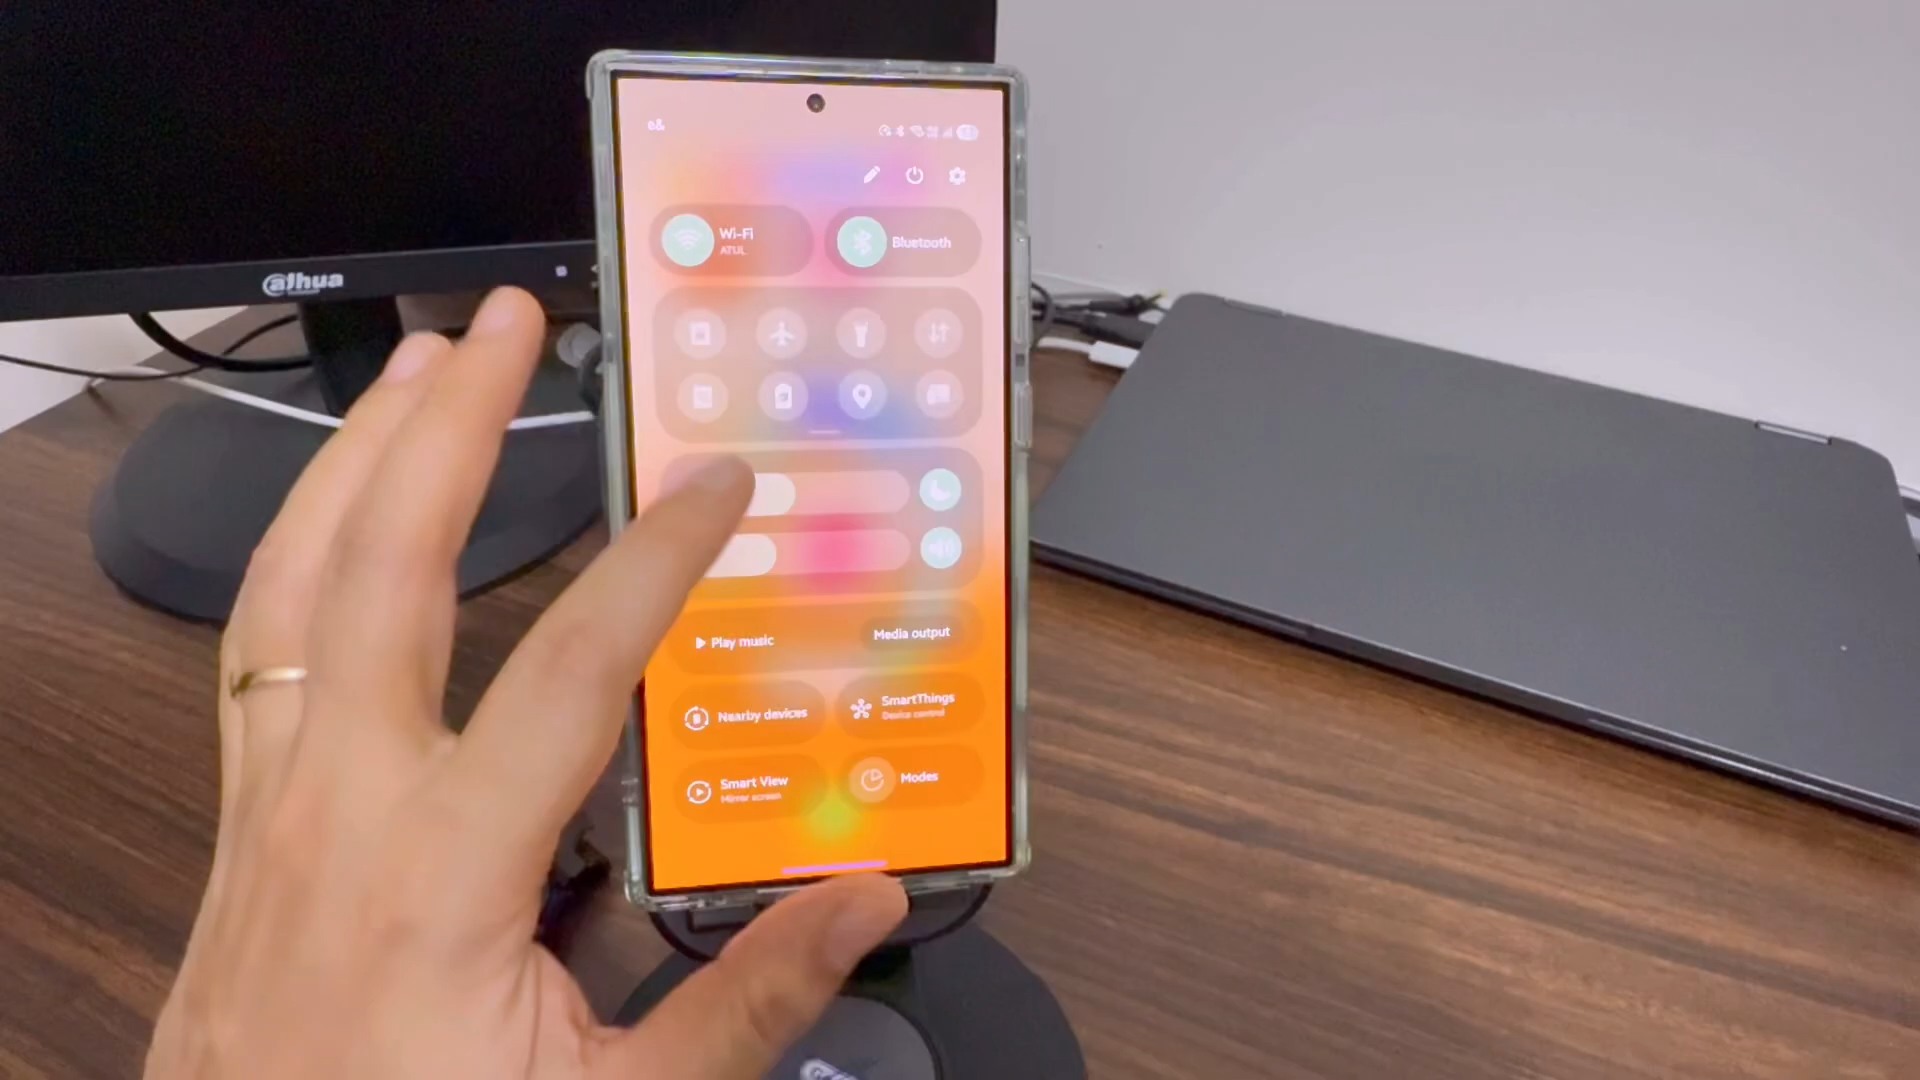 e&
Wi-Fi
ATUL
Bluetooth
alhua
Play music
Media output
Nearby devices
SmartThings
Device control
Smart View
Mirror screen
Modes